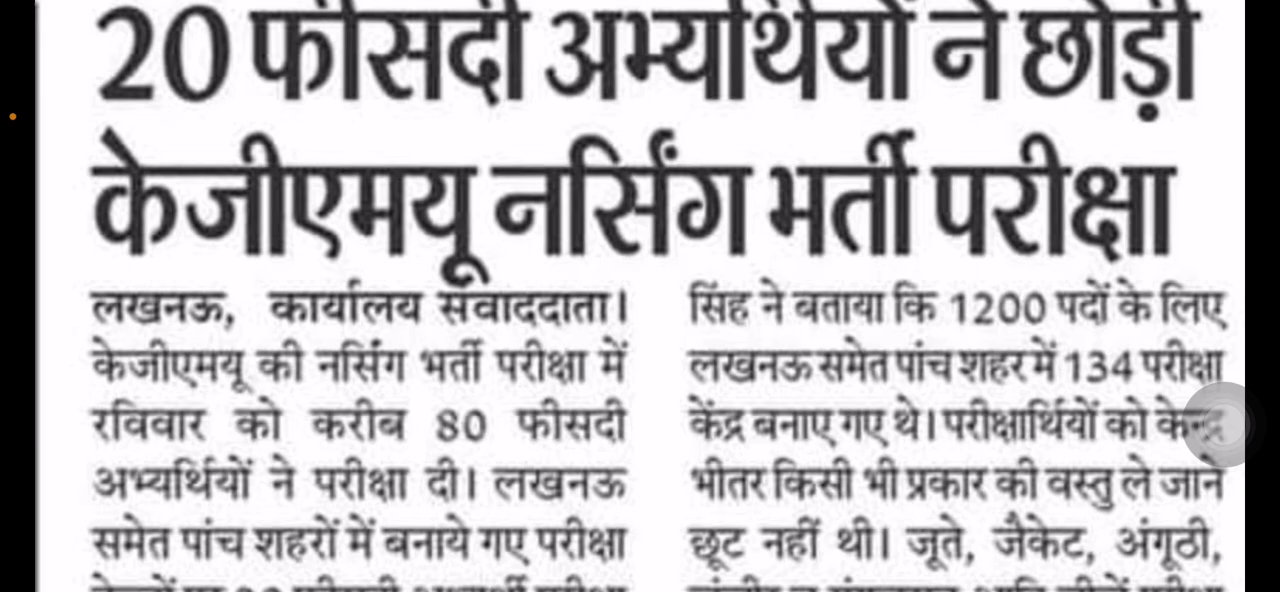 20 फीसदी अभ्यर्थियों ने छोड़ी
केजीएमयू नर्सिंग भर्ती परीक्षा
लखनऊ, कार्यालय संवाददाता।
केजीएमयू की नर्सिंग भर्ती परीक्षा में
रविवार को करीब 80 फीसदी
अभ्यर्थियों ने परीक्षा दी। लखनऊ
समेत पांच शहरों में बनाये गए परीक्षा
सिंह ने बताया कि 1200 पदों के लिए
लखनऊ समेत पांच शहर में 134 परीक्षा
केंद्र बनाए गए थे। परीक्षार्थियों को केन्द्र
भीतर किसी भी प्रकार की वस्तु ले जाने
छूट नहीं थी। जूते, जैकेट, अंगूठी,